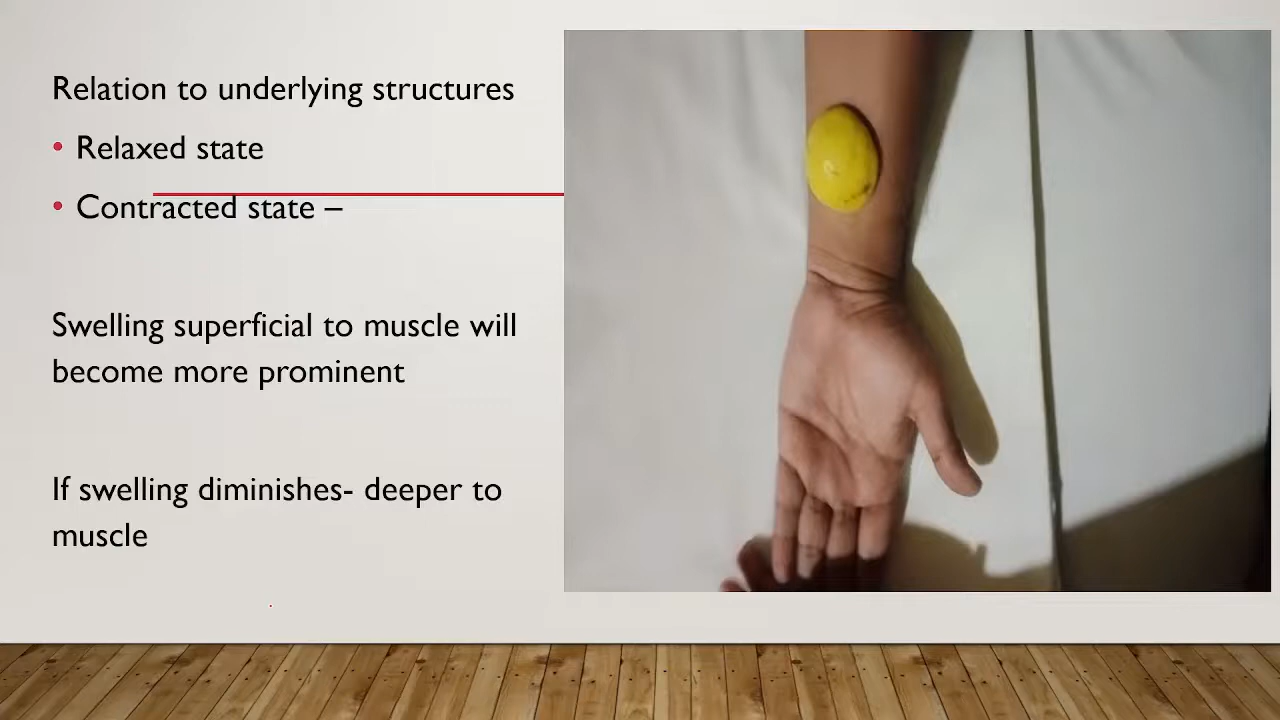 Relation to underlying structures
• Relaxed state
• Contracted state –
Swelling superficial to muscle will
become more prominent
If swelling diminishes- deeper to
muscle